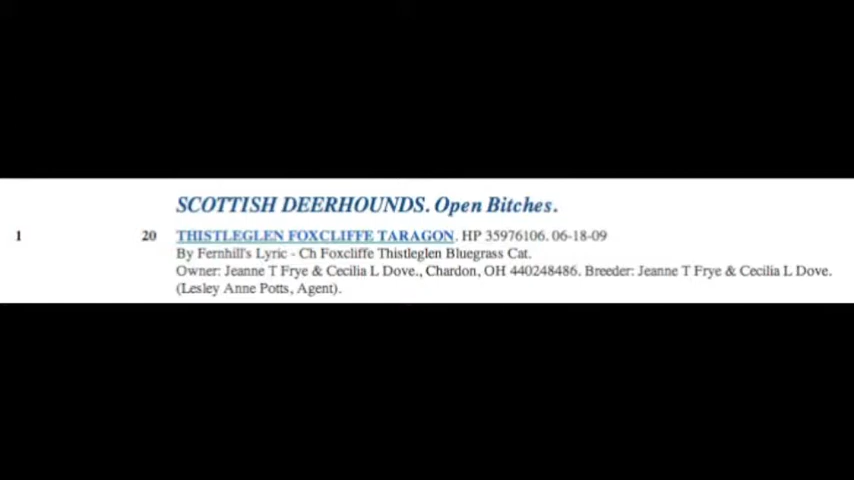 SCOTTISH DEERHOUNDS. Open Bitches.
1 20 THISTLEGLEN FOXCLIFFE TARAGON. HP 35976106. 06-18-09
By Fernhill's Lyric - Ch Foxcliffe Thistleglen Bluegrass Cat.
Owner: Jeanne T Frye & Cecilia L Dove., Chardon, OH 440248486. Breeder: Jeanne T Frye & Cecilia L Dove.
(Lesley Anne Potts, Agent).